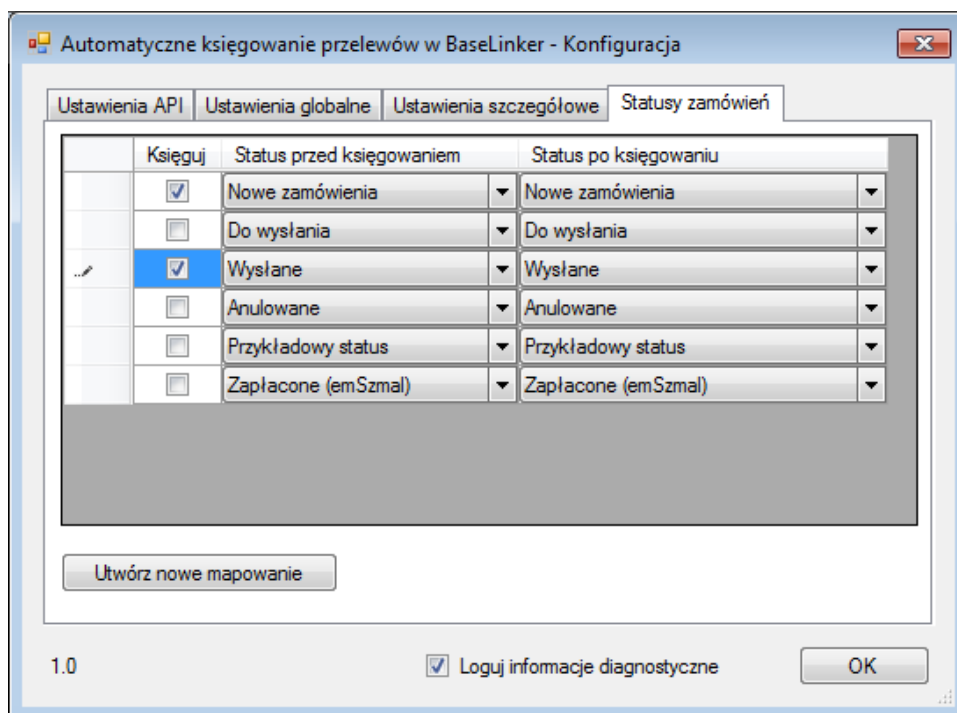 Automatyczne księgowanie przelewów w BaseLinker - Konfiguracja
Ustawienia API Ustawienia globalne Ustawienia szczegółowe Statusy zamówień
Księguj Status przed księgowaniem Status po księgowaniu
Nowe zamówienia Nowe zamówienia
Do wysłania Do wysłania
Wysłane Wysłane
Anulowane Anulowane
Przykładowy status Przykładowy status
Zapłacone (emSzmal) Zapłacone (emSzmal)
Utwórz nowe mapowanie
1.0 Loguj informacje diagnostyczne OK